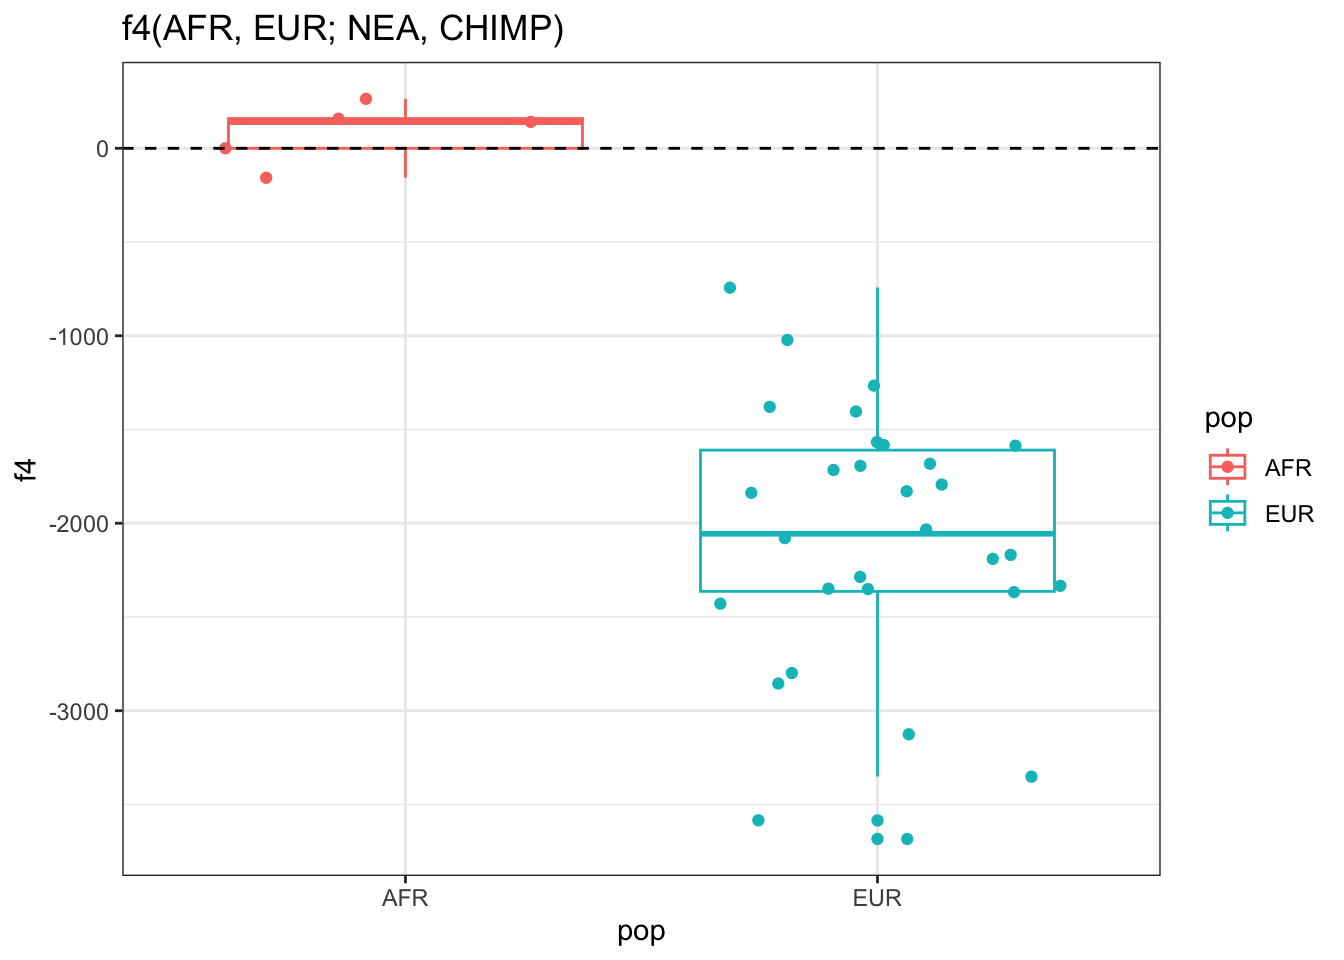 f4(AFR, EUR; NEA, CHIMP)
0
-1000
-2000
-3000
f4
AFR
EUR
pop
pop
AFR
EUR